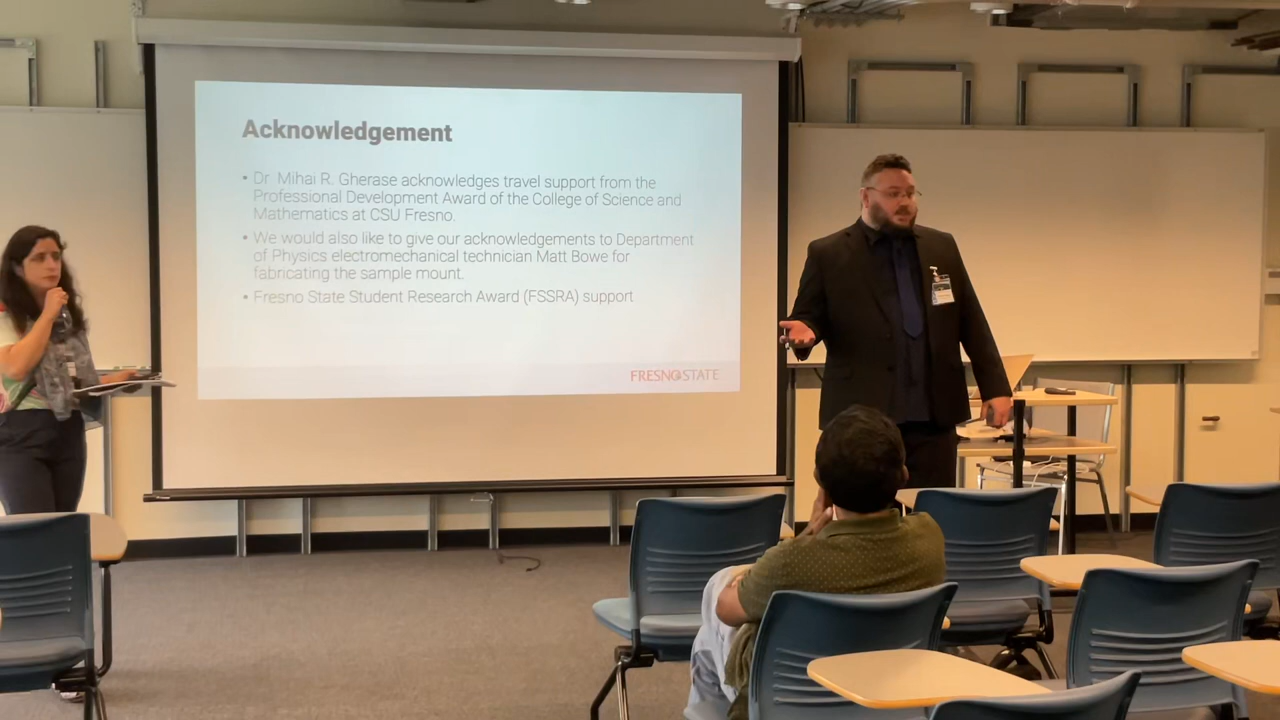 Acknowledgement
• Dr. Mihai R. Gherase acknowledges travel support from the
Professional Development Award of the College of Science and
Mathematics at CSU Fresno.
• We would also like to give our acknowledgements to Department
of Physics electromechanical technician Matt Bowe for
fabricating the sample mount.
• Fresno State Student Research Award (FSSRA) support
FRESNO STATE